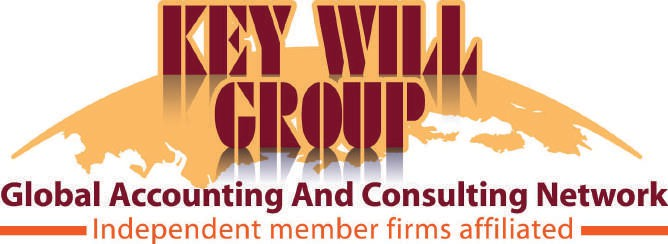 KEY WILL
GROUP
Global Accounting And Consulting Network
Independent member firms affiliated